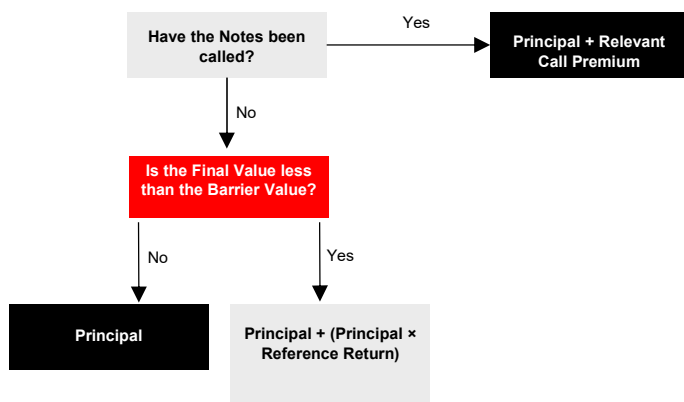 Have the Notes been
called?
Yes
Principal + Relevant
Call Premium
No
Is the Final Value less
than the Barrier Value?
No
Yes
Principal
Principal + (Principal ×
Reference Return)